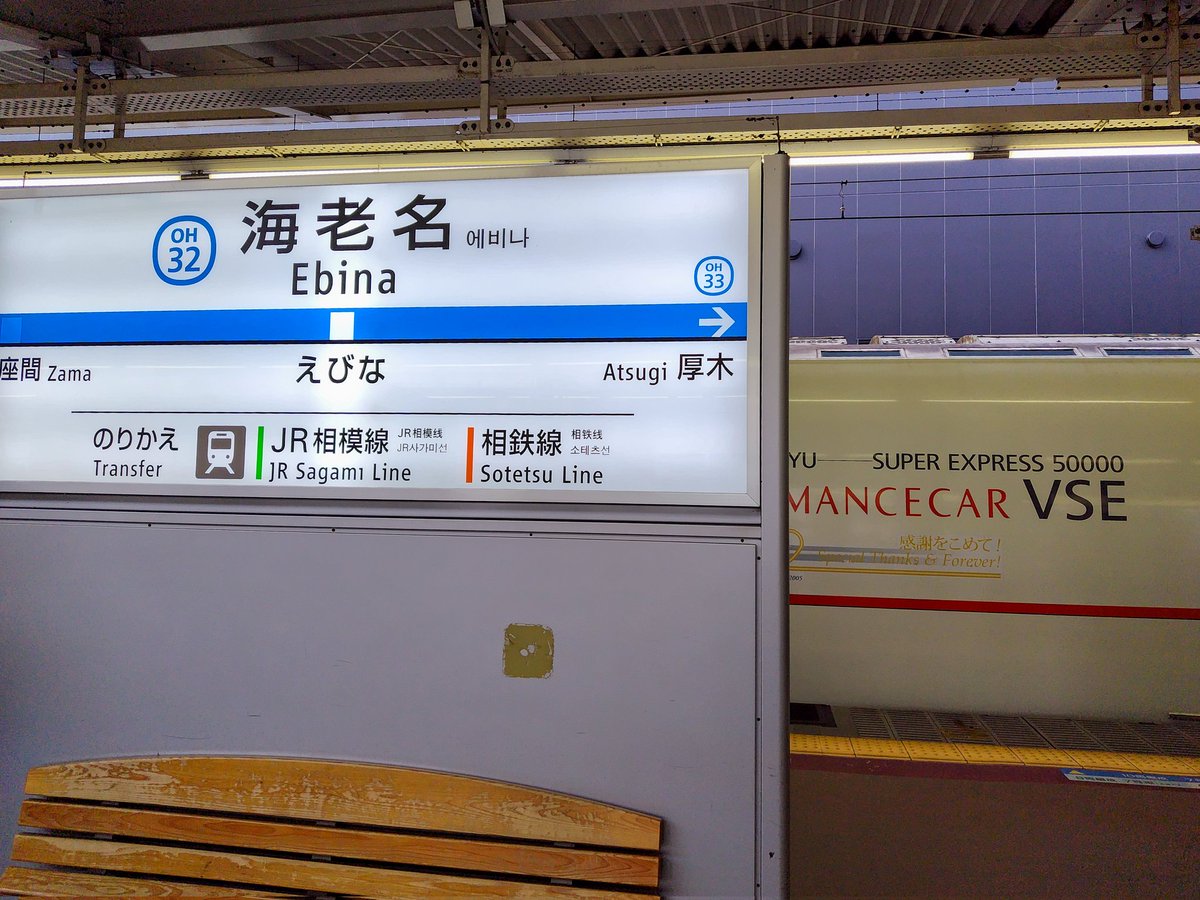 OH
32
海老名 에비나
Ebina
OH
33
座間 Zama
えびな
Atsugi 厚木
のりかえ
Transfer
JR相模線
JR相模线
JR사가미선
JR Sagami Line
相鉄線
相铁线
소테츠선
Sotetsu Line
YU SUPER EXPRESS 50000
MANCECAR VSE
感謝をこめて!
Special Thanks & Forever!
2005